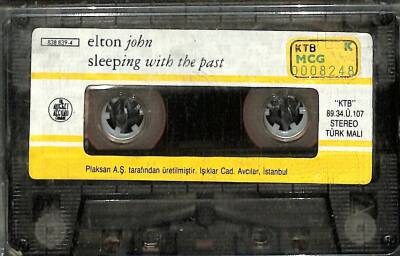 838 839-4
elton john
sleeping with the past
KTB K
MCG
0008248
"KTB"
89.34.Ü.107
STEREO
TÜRK MALI
Plaksan A.Ş. tarafından üretilmiştir. Işıklar Cad. Avcılar, İstanbul